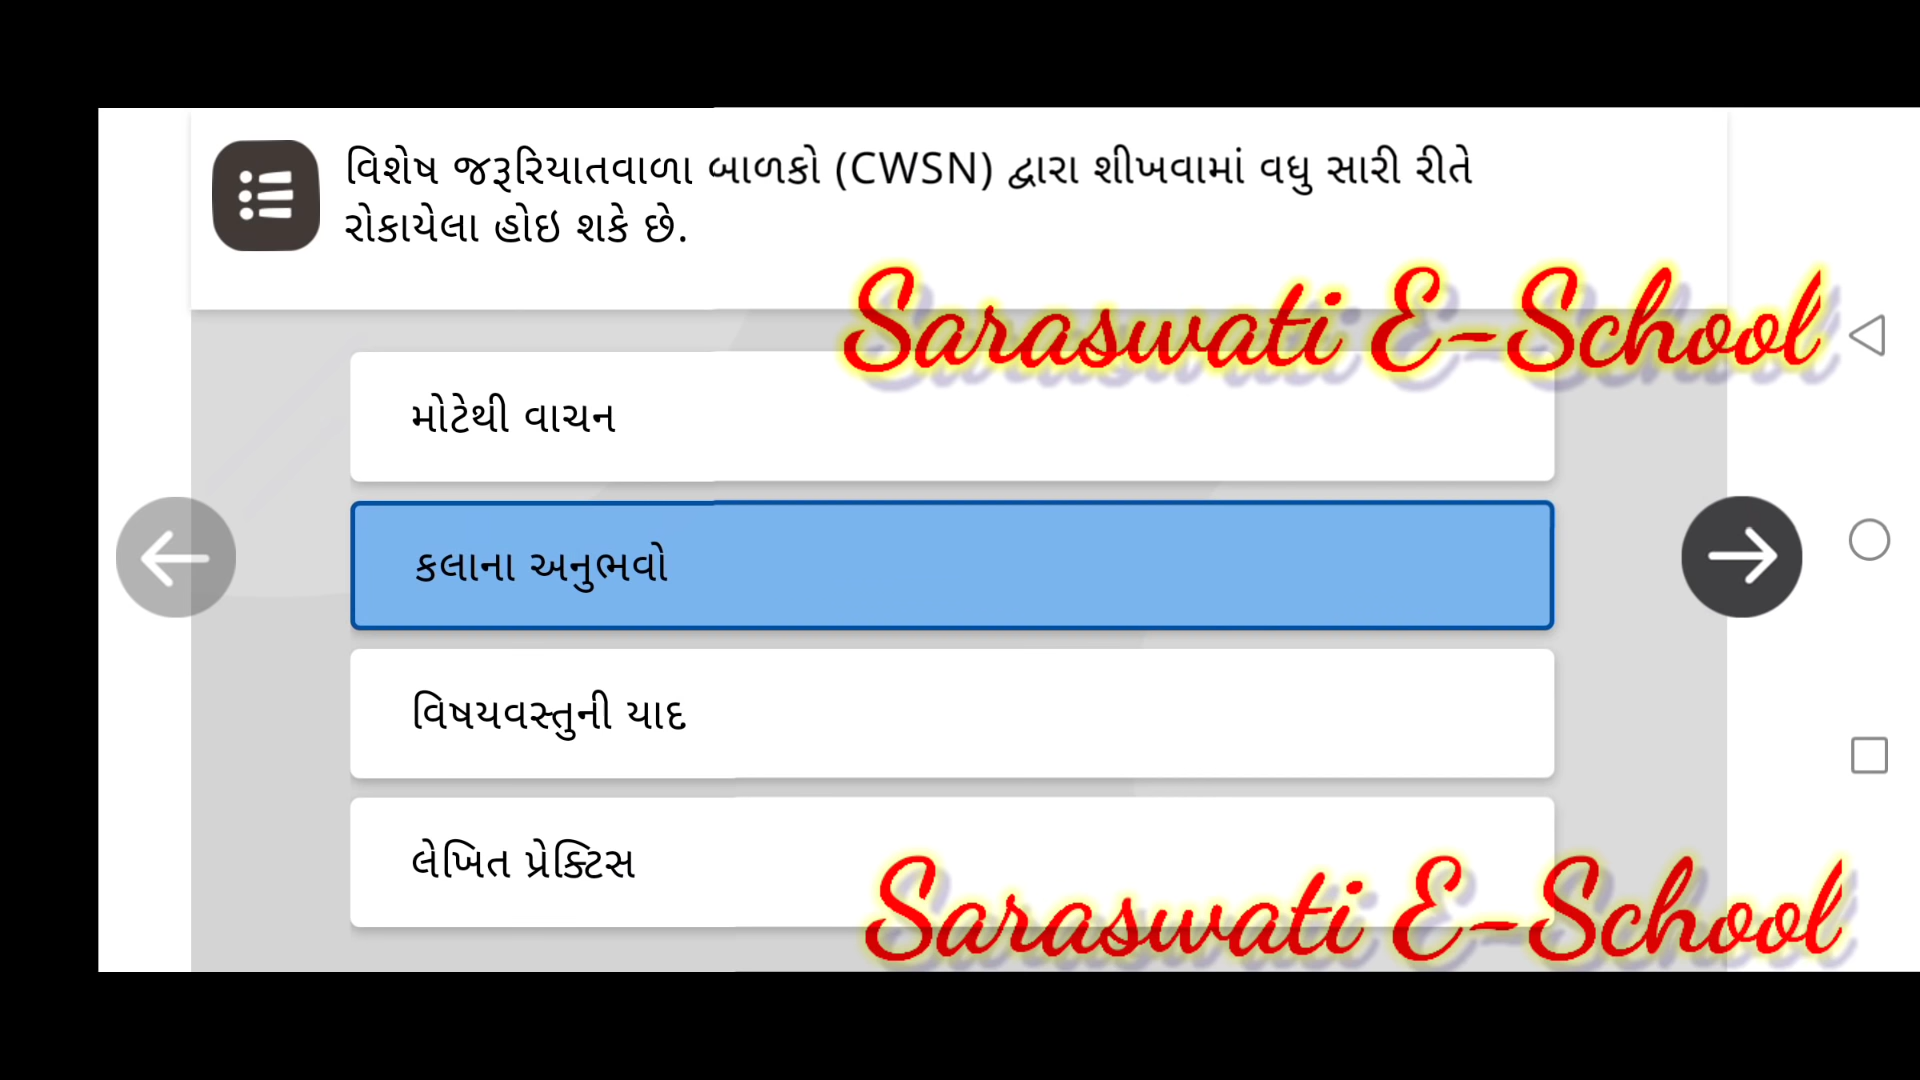 વિશેષ જરૂરિયાતવાળા બાળકો (CWSN) દ્વારા શીખવામાં વધુ સારી રીતે
રોકાયેલા હોઇ શકે છે.
Saraswati E-School
મોટેથી વાચન
કલાના અનુભવો
વિષયવસ્તુની યાદ
લેખિત પ્રેક્ટિસ
Saraswati E-School